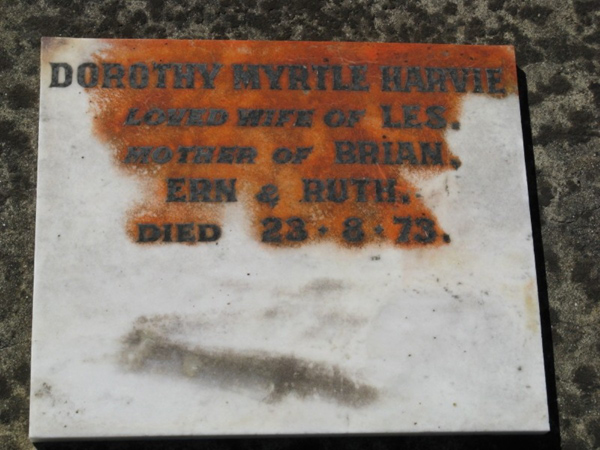 DOROTHY MYRTLE HARVIE
LOVED WIFE OF LES.
MOTHER OF BRIAN.
ERN & RUTH.
DIED 23·8·73.